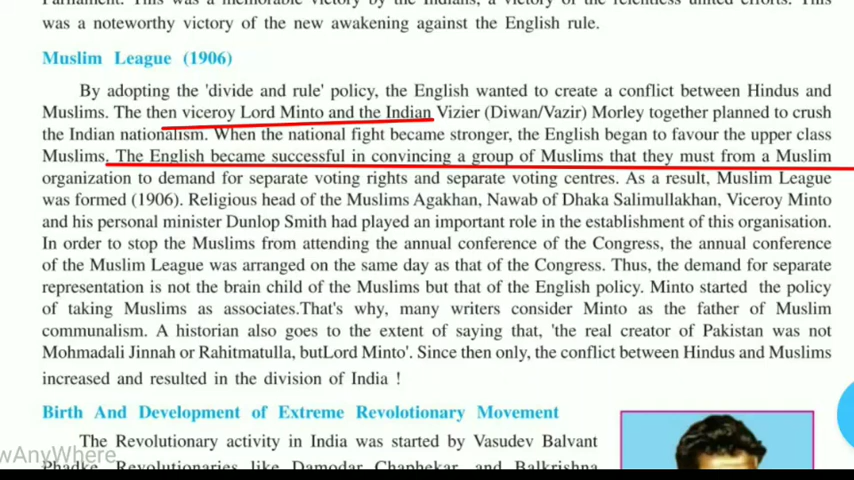 Parliament. This was a memorable victory by the Indians, a victory of the relentless united efforts. This
was a noteworthy victory of the new awakening against the English rule.
Muslim League (1906)
By adopting the 'divide and rule' policy, the English wanted to create a conflict between Hindus and
Muslims. The then viceroy Lord Minto and the Indian Vizier (Diwan/Vazir) Morley together planned to crush
the Indian nationalism. When the national fight became stronger, the English began to favour the upper class
Muslims. The English became successful in convincing a group of Muslims that they must from a Muslim
organization to demand for separate voting rights and separate voting centres. As a result, Muslim League
was formed (1906). Religious head of the Muslims Agakhan, Nawab of Dhaka Salimullakhan, Viceroy Minto
and his personal minister Dunlop Smith had played an important role in the establishment of this organisation.
In order to stop the Muslims from attending the annual conference of the Congress, the annual conference
of the Muslim League was arranged on the same day as that of the Congress. Thus, the demand for separate
representation is not the brain child of the Muslims but that of the English policy. Minto started the policy
of taking Muslims as associates.That's why, many writers consider Minto as the father of Muslim
communalism. A historian also goes to the extent of saying that, 'the real creator of Pakistan was not
Mohmadali Jinnah or Rahitmatulla, butLord Minto'. Since then only, the conflict between Hindus and Muslims
increased and resulted in the division of India !
Birth And Development of Extreme Revolutionary Movement
The Revolutionary activity in India was started by Vasudev Balvant
Phadke. Revolutionaries like Damodar Chaphekar, and Balkrishna
wAnyWhere